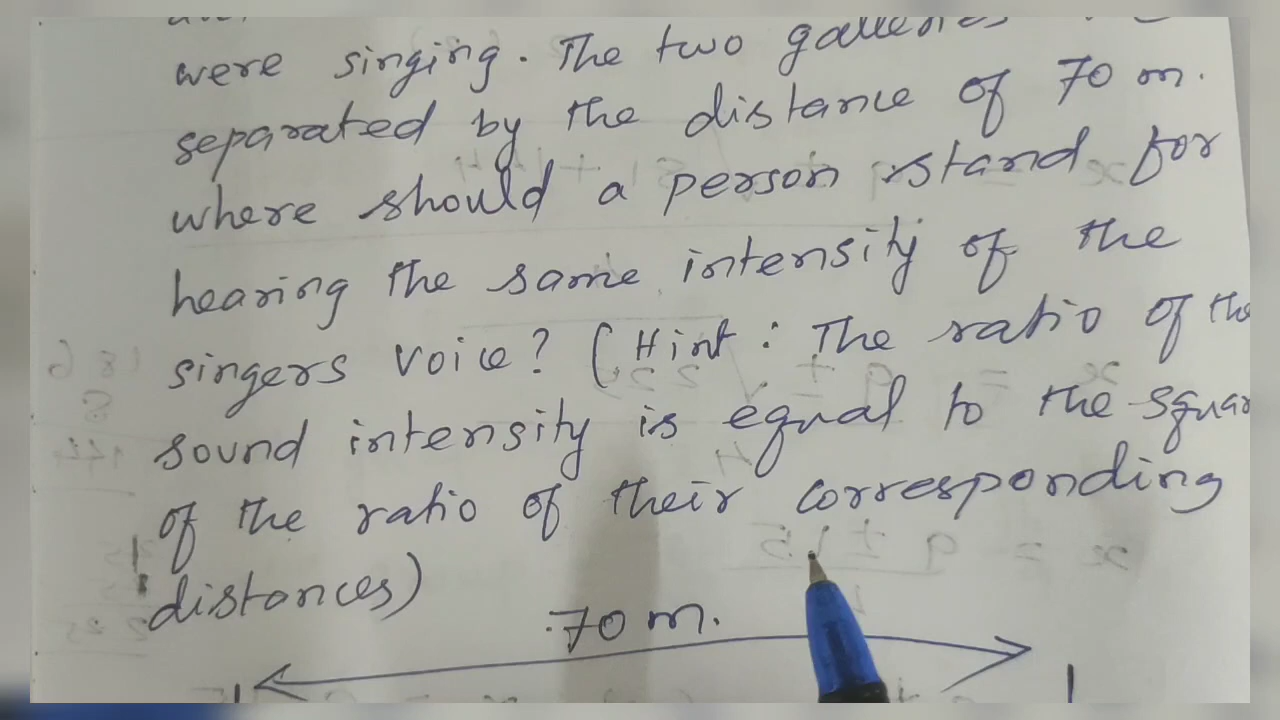 were singing. The two galleries
separated by the distance of 70 m.
where should a person stand for
hearing the same intensity of the
singers voice? (Hint: The ratio of the
sound intensity is equal to the squar
of the ratio of their corresponding
distances)
70 m.